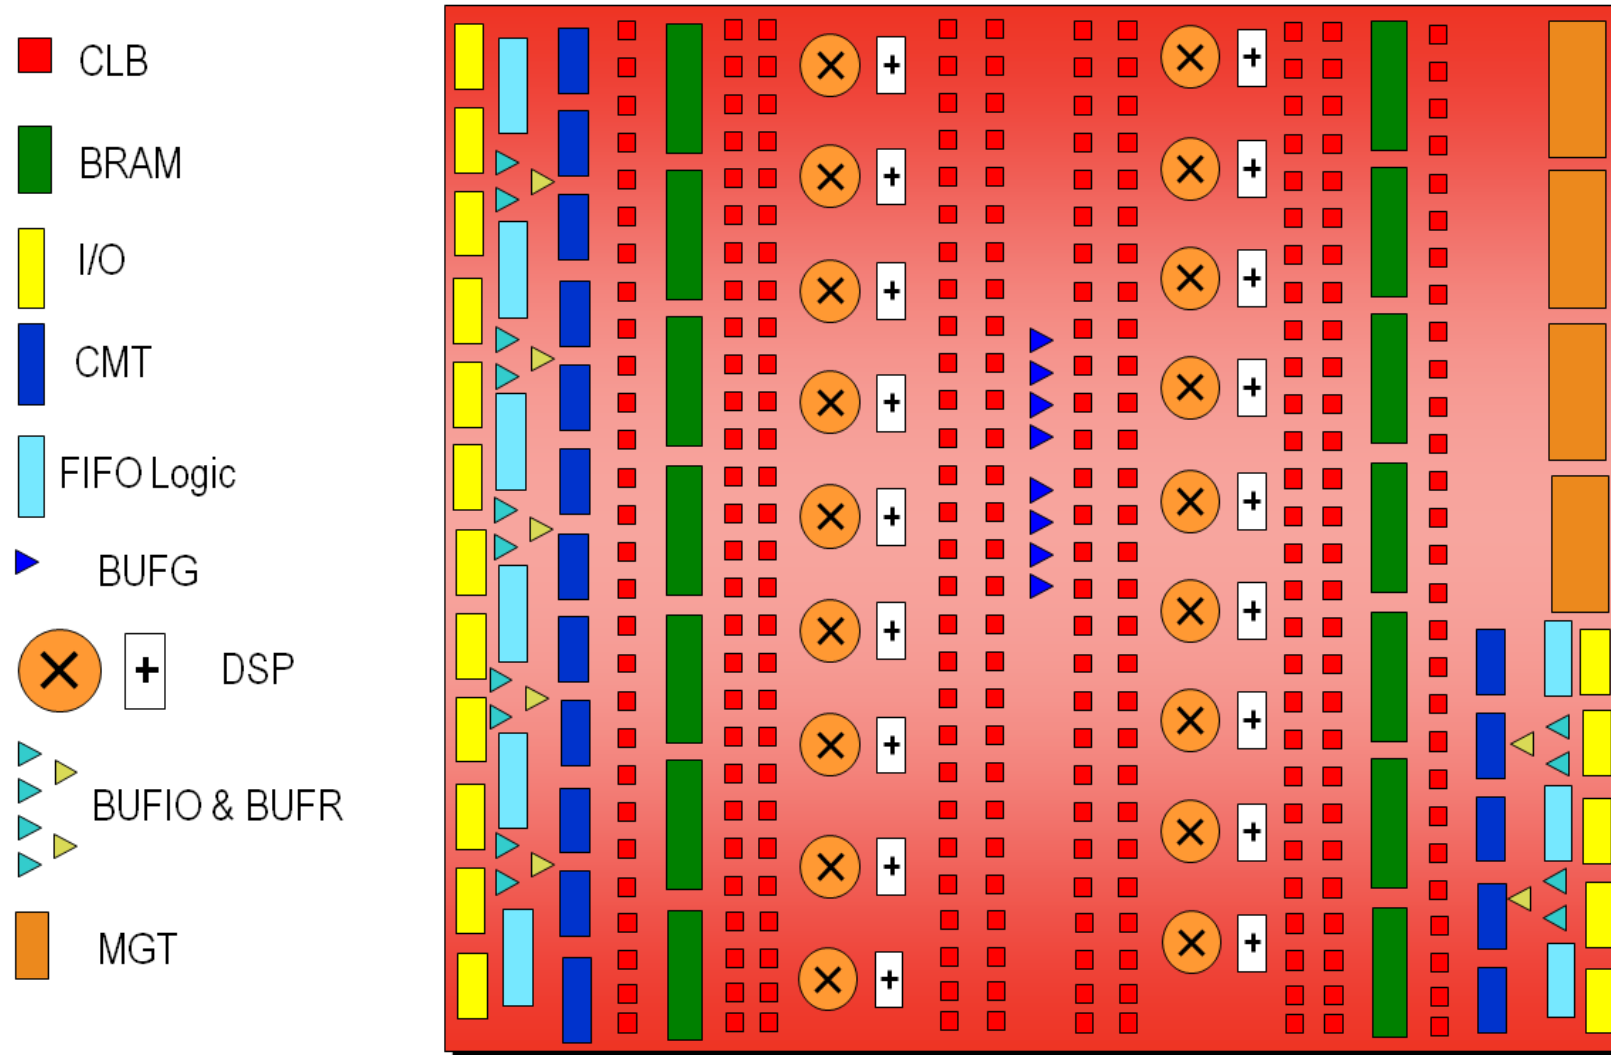 CLB
BRAM
I/O
CMT
FIFO Logic
BUFG
DSP
BUFIO & BUFR
MGT